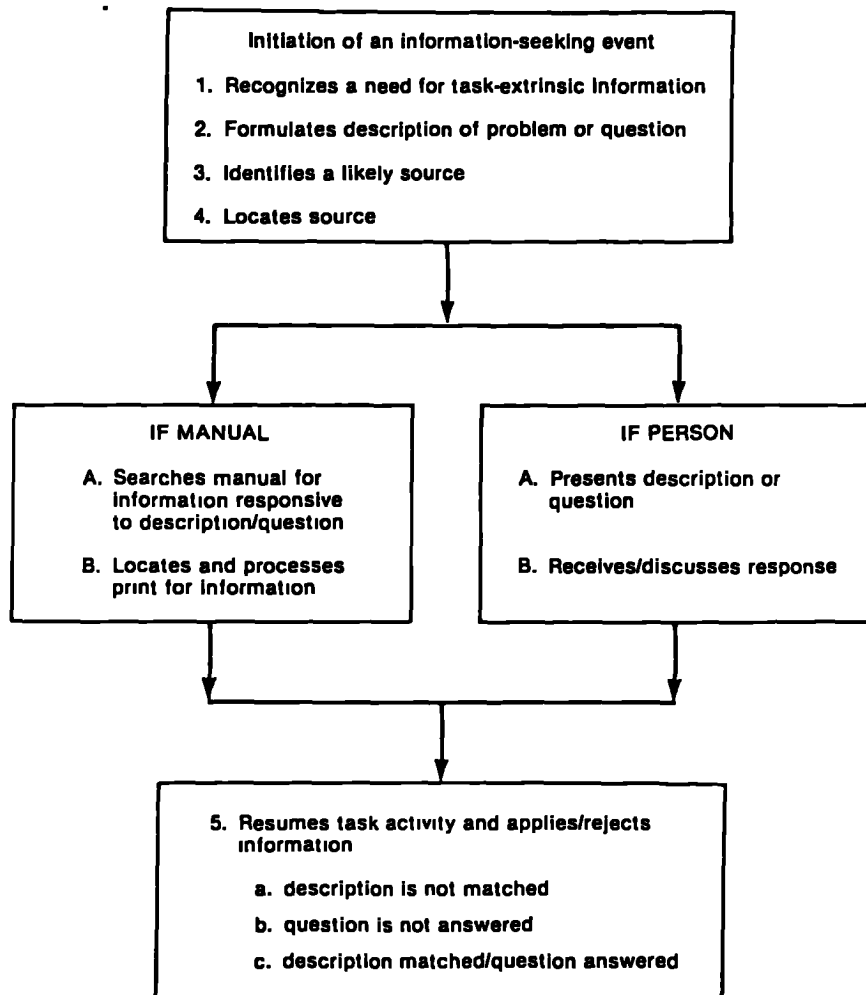 Initiation of an information-seeking event
1. Recognizes a need for task-extrinsic information
2. Formulates description of problem or question
3. Identifies a likely source
4. Locates source
IF MANUAL
A. Searches manual for
information responsive
to description/question
B. Locates and processes
print for information
IF PERSON
A. Presents description or
question
B. Receives/discusses response
5. Resumes task activity and applies/rejects
information
a. description is not matched
b. question is not answered
c. description matched/question answered